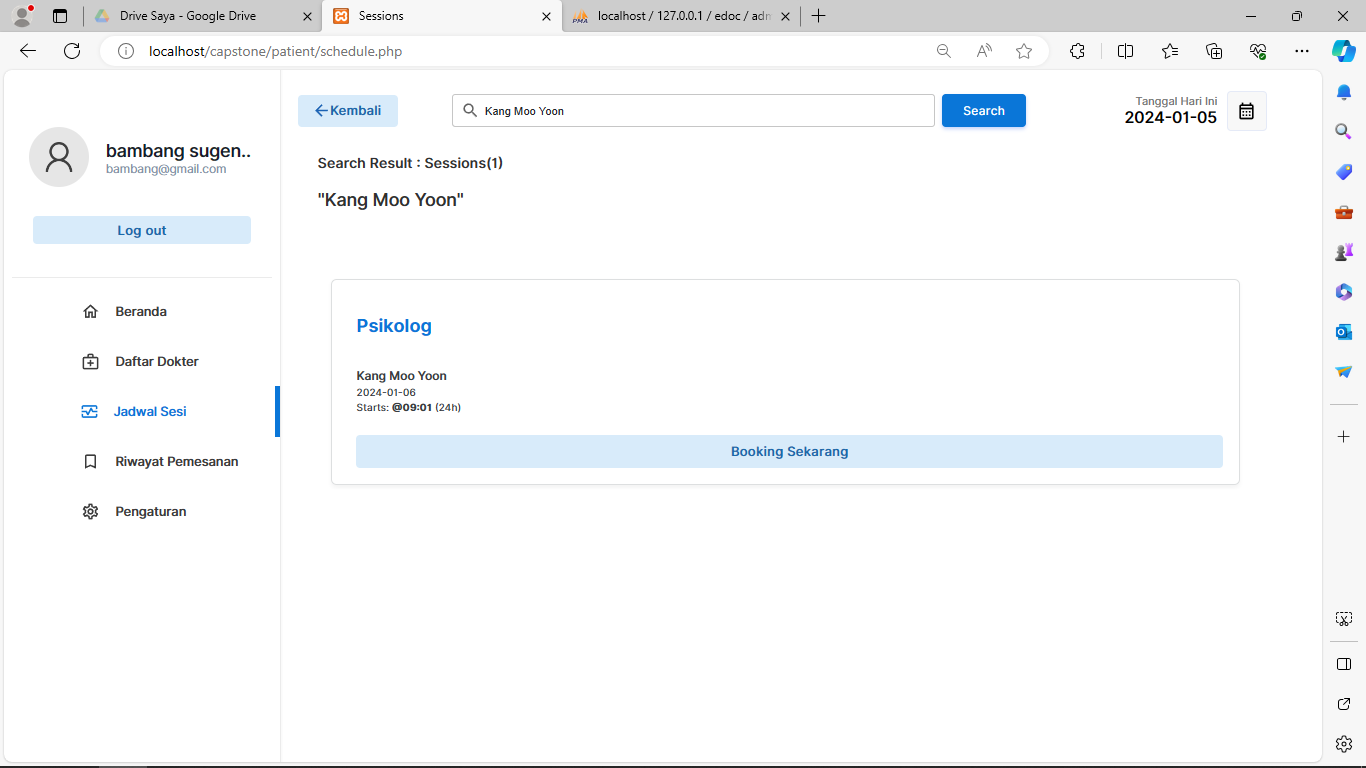 Drive Saya - Google Drive
Sessions
localhost / 127.0.0.1 / edoc / adm
localhost/capstone/patient/schedule.php
Kembali
Kang Moo Yoon
Search
Tanggal Hari Ini
2024-01-05
bambang sugen..
bambang@gmail.com
Log out
Beranda
Daftar Dokter
Jadwal Sesi
Riwayat Pemesanan
Pengaturan
Search Result : Sessions(1)
"Kang Moo Yoon"
Psikolog
Kang Moo Yoon
2024-01-06
Starts: @09:01 (24h)
Booking Sekarang